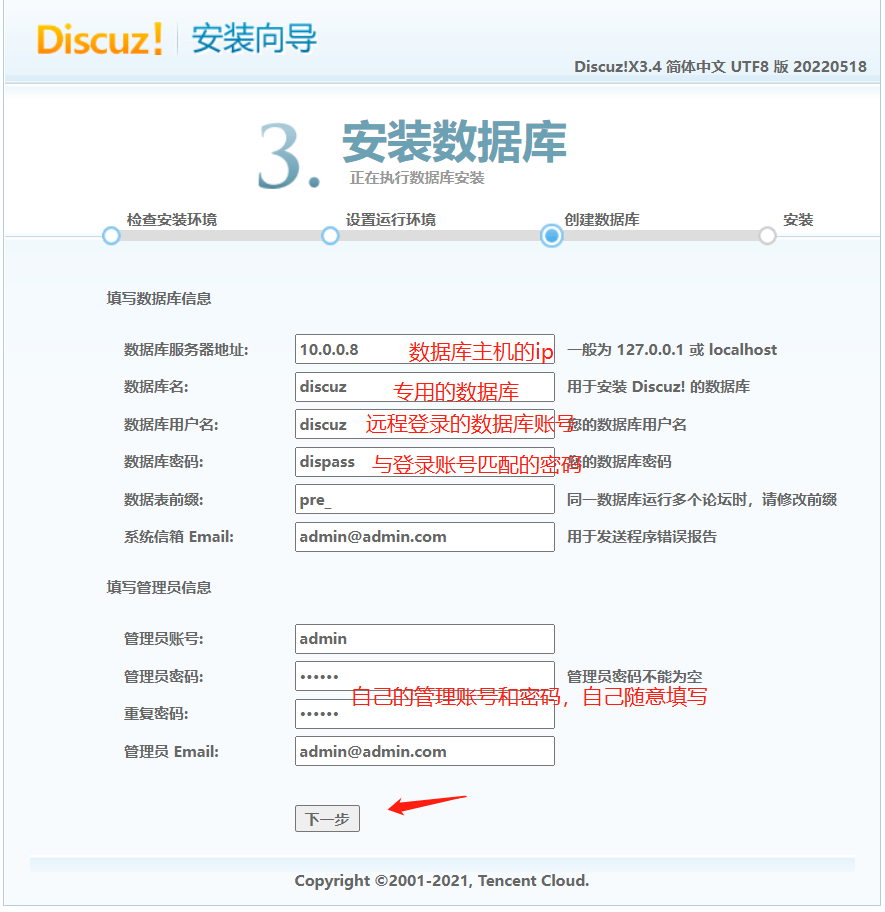 Discuz! 安装向导
Discuz!X3.4 简体中文 UTF8 版 20220518
3. 安装数据库
正在执行数据库安装
检查安装环境 设置运行环境 创建数据库 安装
填写数据库信息
数据库服务器地址: 10.0.0.8 数据库主机的ip 一般为 127.0.0.1 或 localhost
数据库名: discuz 专用的数据库 用于安装 Discuz! 的数据库
数据库用户名: discuz 远程登录的数据库账号 您的数据库用户名
数据库密码: dispass 与登录账号匹配的密码 您的数据库密码
数据表前缀: pre_ 同一数据库运行多个论坛时，请修改前缀
系统信箱 Email: admin@admin.com 用于发送程序错误报告
填写管理员信息
管理员账号: admin
管理员密码: •••••• 管理员密码不能为空
自己的管理账号和密码，自己随意填写
重复密码: ••••••
管理员 Email: admin@admin.com
下一步
Copyright ©2001-2021, Tencent Cloud.